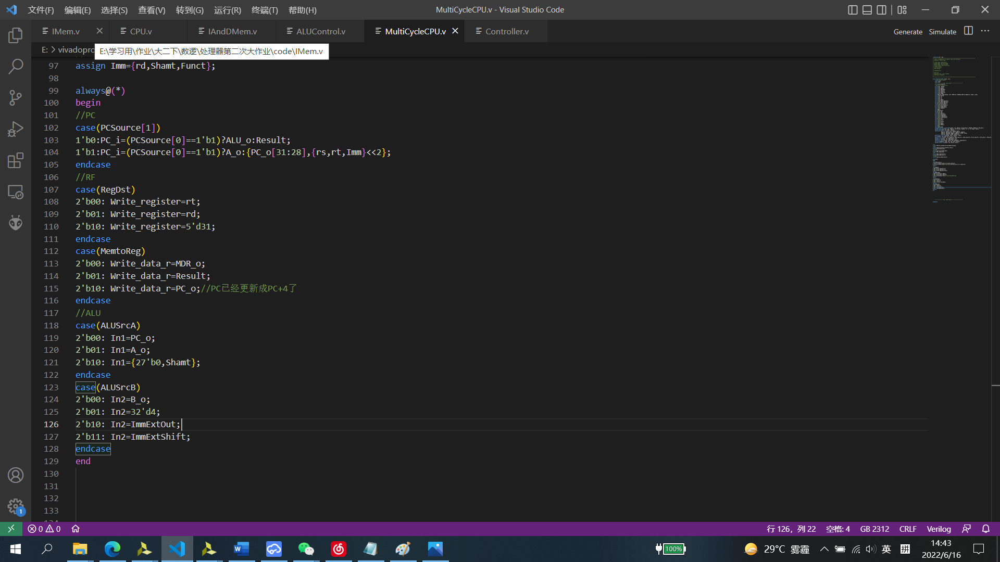 文件(F) 编辑(E) 选择(S) 查看(V) 转到(G) 运行(R) 终端(T) 帮助(H) MultiCycleCPU.v - Visual Studio Code
IMem.v CPU.v IAndDMem.v ALUControl.v MultiCycleCPU.v Controller.v Generate Simulate
E: > vivadopro
E:\学习用\作业\大二下\数逻\处理器第二次大作业\code\IMem.v
97 assign Imm={rd,Shamt,Funct};
98
99 always@(*)
100 begin
101 //PC
102 case(PCSource[1])
103 1'b0:PC_i=(PCSource[0]==1'b1)?ALU_o:Result;
104 1'b1:PC_i=(PCSource[0]==1'b1)?A_o:{PC_o[31:28],{rs,rt,Imm}<<2};
105 endcase
106 //RF
107 case(RegDst)
108 2'b00: Write_register=rt;
109 2'b01: Write_register=rd;
110 2'b10: Write_register=5'd31;
111 endcase
112 case(MemtoReg)
113 2'b00: Write_data_r=MDR_o;
114 2'b01: Write_data_r=Result;
115 2'b10: Write_data_r=PC_o;//PC已经更新成PC+4了
116 endcase
117 //ALU
118 case(ALUSrcA)
119 2'b00: In1=PC_o;
120 2'b01: In1=A_o;
121 2'b10: In1={27'b0,Shamt};
122 endcase
123 case(ALUSrcB)
124 2'b00: In2=B_o;
125 2'b01: In2=32'd4;
126 2'b10: In2=ImmExtOut;
127 2'b11: In2=ImmExtShift;
128 endcase
129 end
130
131
132
133
1
0 0 行 126，列 22 空格: 4 GB 2312 CRLF Verilog
100% 29°C 雾霾 英 拼
14:43
2022/6/16